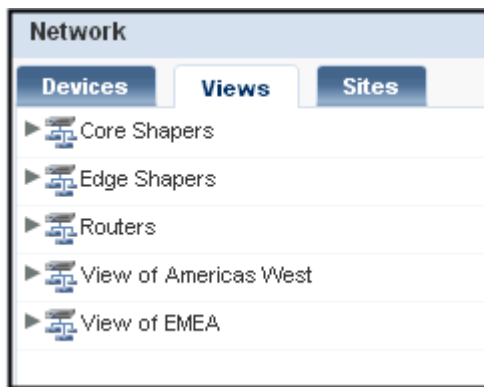 Network
Devices Views Sites
Core Shapers
Edge Shapers
Routers
View of Americas West
View of EMEA